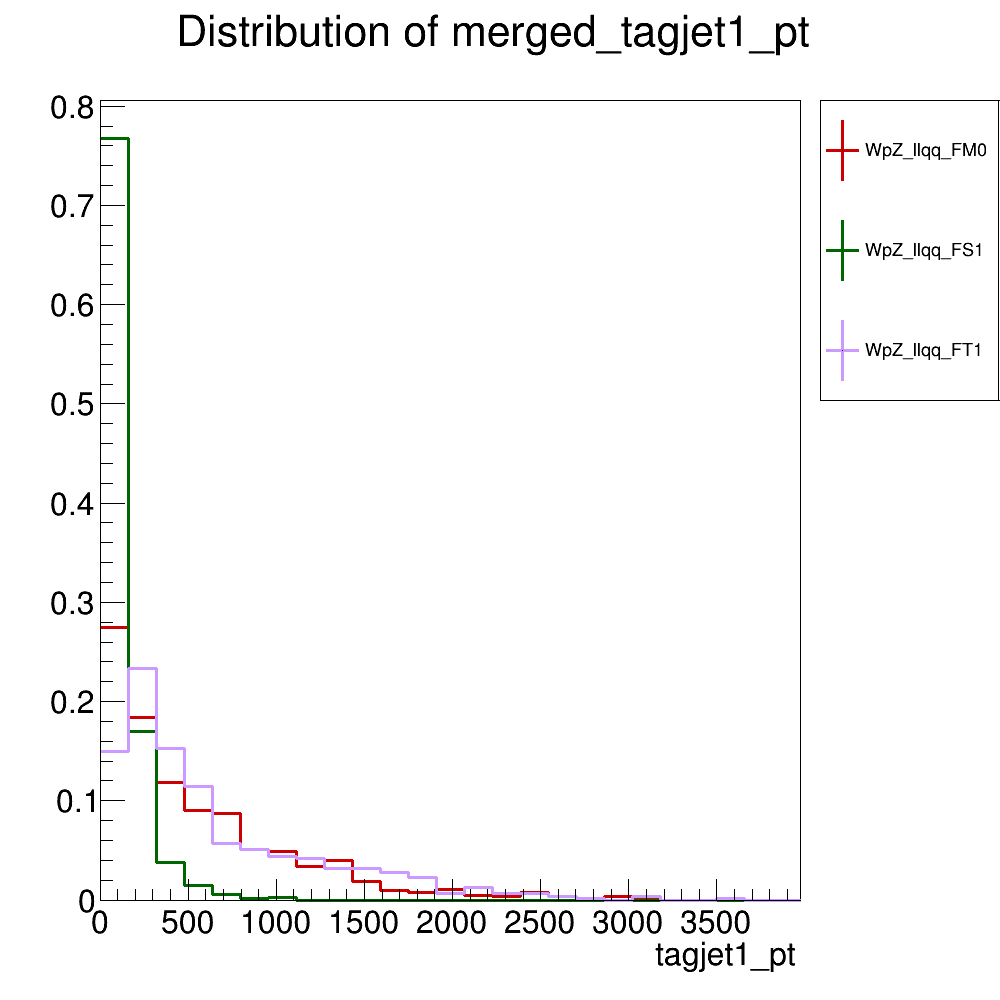 Distribution of merged_tagjet1_pt
0.8
0.7
0.6
0.5
0.4
0.3
0.2
0.1
0
0 500 1000 1500 2000 2500 3000 3500
tagjet1_pt
WpZ_llqq_FM0
WpZ_llqq_FS1
WpZ_llqq_FT1